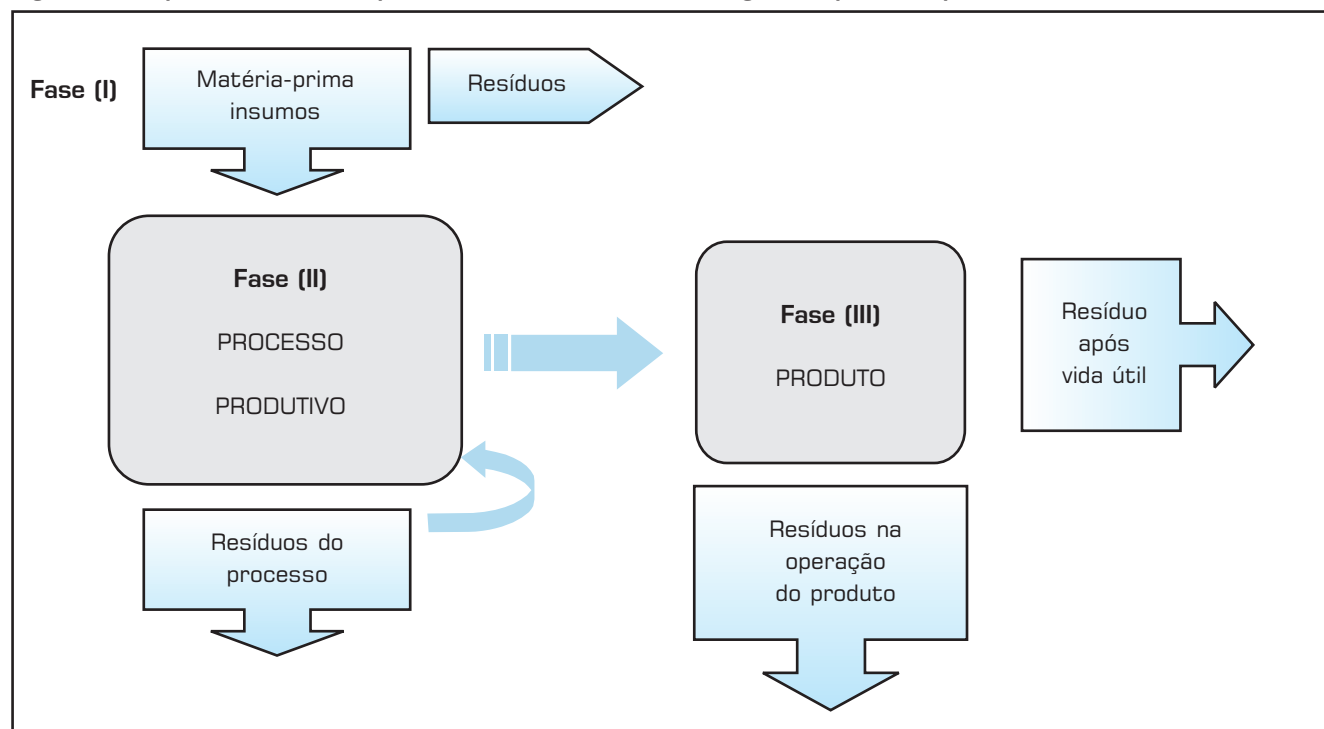 Fase (I)
Matéria-prima
insumos
Resíduos
Fase (II)
PROCESSO
PRODUTIVO
Fase (III)
PRODUTO
Resíduo
após
vida útil
Resíduos do
processo
Resíduos na
operação
do produto